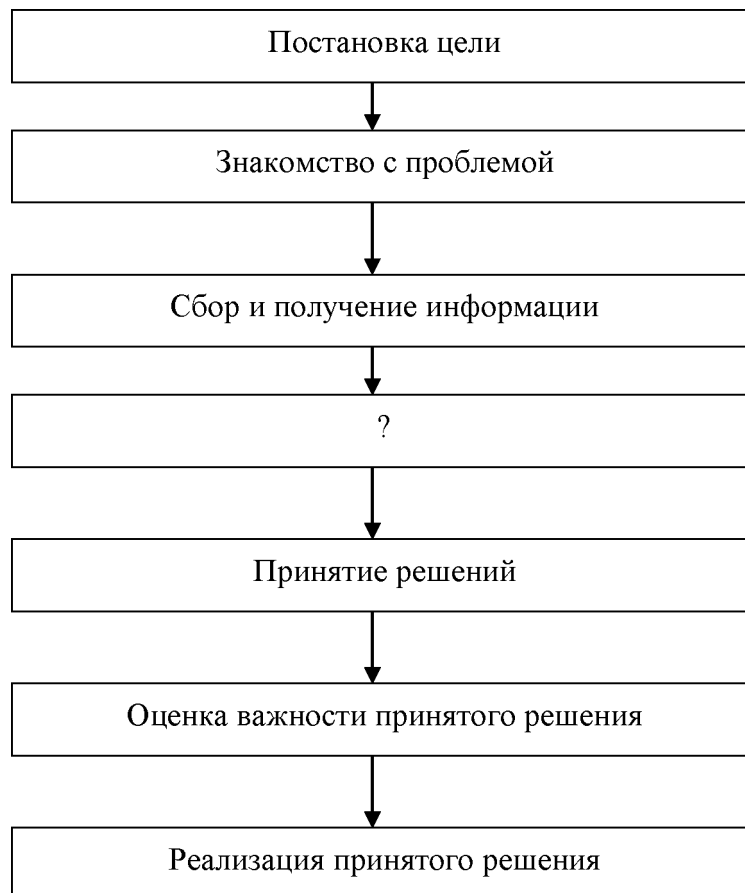 Постановка цели
Знакомство с проблемой
Сбор и получение информации
?
Принятие решений
Оценка важности принятого решения
Реализация принятого решения